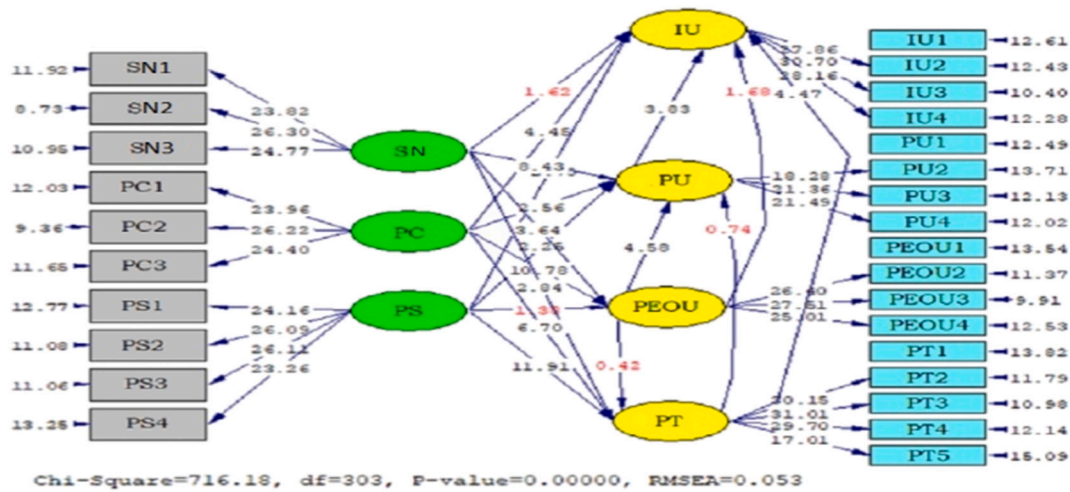 IU
IU1 12.61
27.86
IU2 12.43
30.70
11.92 SN1
IU3 10.40
28.16
1.62 1.68 4.47
8.73 SN2
23.82
3.83
IU4 12.28
26.30
4.45
PU1 12.49
10.95 SN3
24.77
SN
8.43
PU
18.28
PU2 13.71
12.03 PC1
21.36
PU3 12.13
21.49
23.96
2.56
PU4 12.02
9.36 PC2
26.22
PC
3.64
0.74
2.25
4.58
PEOU1 13.54
24.40
11.65 PC3
10.78
PEOU2 11.37
2.84
26.40
12.77 PS1
24.16
PS
PEOU
27.51
PEOU3 9.91
25.01
26.09
6.70
PEOU4 12.53
11.08 PS2
26.11
PT1 13.82
23.26
11.91
0.42
11.06 PS3
PT2 11.79
30.15
PT3 10.98
31.01
13.25 PS4
PT
29.70
PT4 12.14
17.01
PT5 15.09
Chi-Square=716.18, df=303, P-value=0.00000, RMSEA=0.053